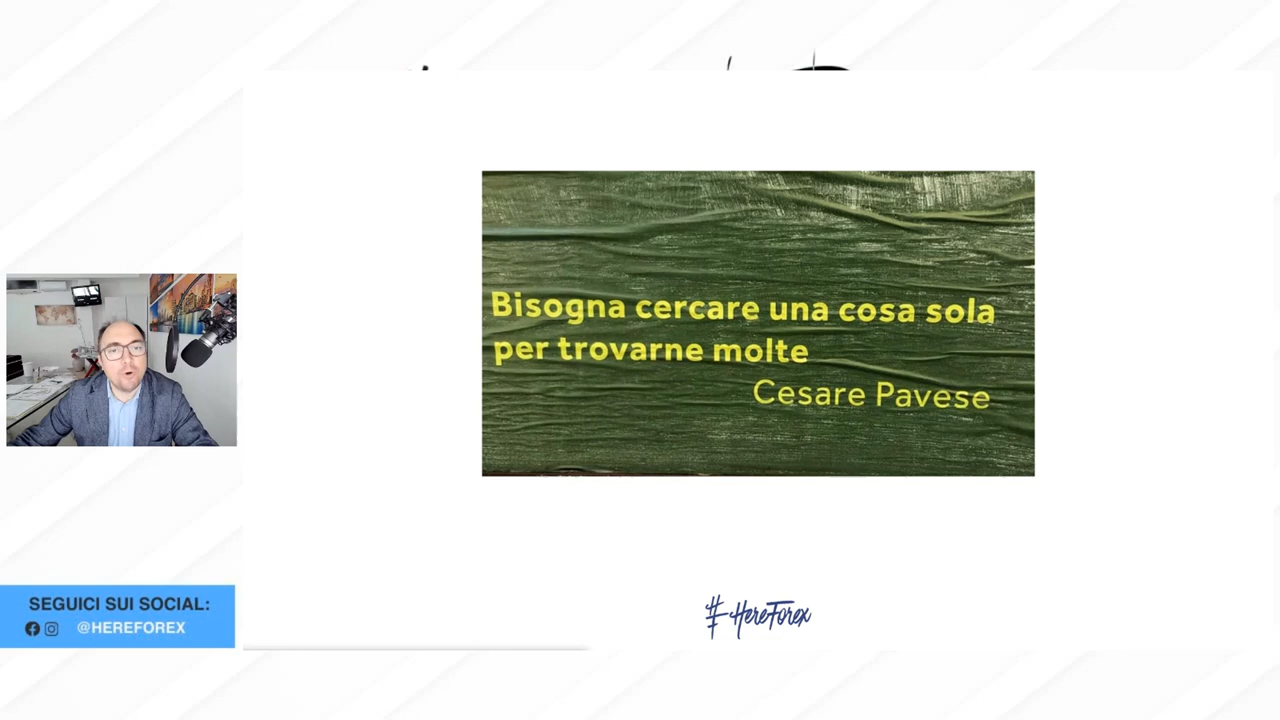 Bisogna cercare una cosa sola
per trovarne molte
Cesare Pavese
SEGUICI SUI SOCIAL:
@HEREFOREX
#HereForex